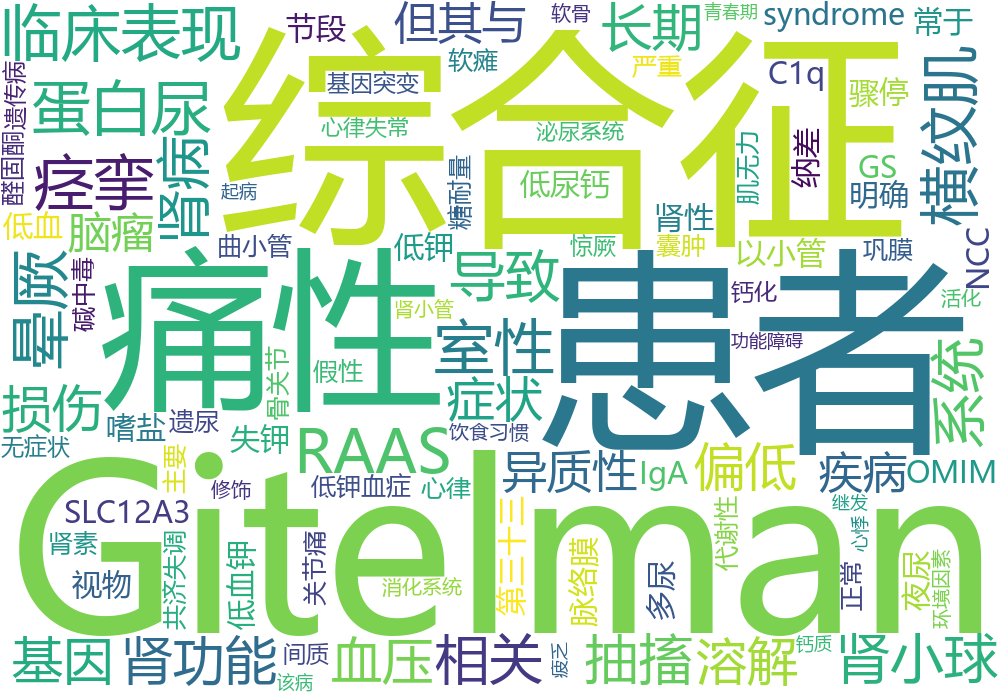 临床表现
节段
但其与
软骨
长期
青春期
syndrome
常于
软瘫
严重
C1q
骤停
基因突变
综合征
醛固酮遗传病
蛋白尿
心律失常
泌尿系统
横纹肌
痉挛
肾病
糖耐量
低尿钙
肌无力
纳差
GS
起病
肾性
明确
低血
脑瘤
曲小管
低钾
惊厥
囊肿
以小管
巩膜
NCC
晕厥
碱中毒
痛性
导致
患者
钙化
活化
肾小管
室性
功能障碍
骨关节
假性
系统
损伤
症状
嗜盐
遗尿
无症状
失钾
RAAS
饮食习惯
异质性
IgA
偏低
疾病
OMIM
主要
修饰
低钾血症
心律
Gitelman
SLC12A3
第三十三
代谢性
继发
肾素
共济失调
低血钾
关节痛
脉络膜
心悸
视物
消化系统
多尿
正常
夜尿
环境因素
基因
肾功能
间质
血压
相关
疲乏
抽搐
溶解
钙质
肾小球
该病